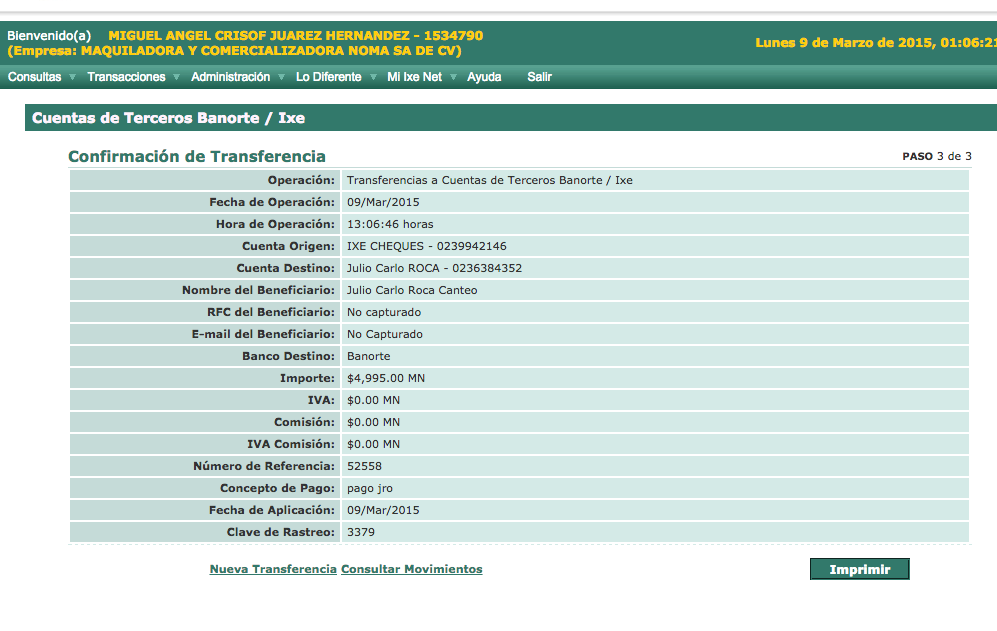 Bienvenido(a) MIGUEL ANGEL CRISOF JUAREZ HERNANDEZ - 1534790
(Empresa: MAQUILADORA Y COMERCIALIZADORA NOMA SA DE CV)
Lunes 9 de Marzo de 2015, 01:06:21
Consultas Transacciones Administración Lo Diferente Mi Ixe Net Ayuda Salir
Cuentas de Terceros Banorte / Ixe
Confirmación de Transferencia PASO 3 de 3
Operación: Transferencias a Cuentas de Terceros Banorte / Ixe
Fecha de Operación: 09/Mar/2015
Hora de Operación: 13:06:46 horas
Cuenta Origen: IXE CHEQUES - 0239942146
Cuenta Destino: Julio Carlo ROCA - 0236384352
Nombre del Beneficiario: Julio Carlo Roca Canteo
RFC del Beneficiario: No capturado
E-mail del Beneficiario: No Capturado
Banco Destino: Banorte
Importe: $4,995.00 MN
IVA: $0.00 MN
Comisión: $0.00 MN
IVA Comisión: $0.00 MN
Número de Referencia: 52558
Concepto de Pago: pago jro
Fecha de Aplicación: 09/Mar/2015
Clave de Rastreo: 3379
Nueva Transferencia Consultar Movimientos Imprimir